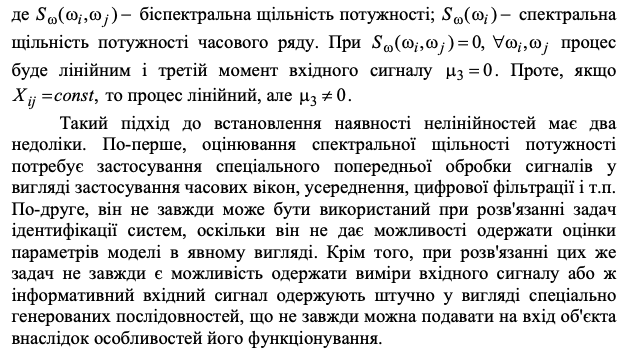 де S_ω(ω_i,ω_j) – біспектральна щільність потужності; S_ω(ω_i) – спектральна
щільність потужності часового ряду. При S_ω(ω_i,ω_j) = 0, ∀ω_i,ω_j процес
буде лінійним і третій момент вхідного сигналу μ_3 = 0. Проте, якщо
X_ij = const, то процес лінійний, але μ_3 ≠ 0.
Такий підхід до встановлення наявності нелінійностей має два
недоліки. По-перше, оцінювання спектральної щільності потужності
потребує застосування спеціального попередньої обробки сигналів у
вигляді застосування часових вікон, усереднення, цифрової фільтрації і т.п.
По-друге, він не завжди може бути використаний при розв'язанні задач
ідентифікації систем, оскільки він не дає можливості одержати оцінки
параметрів моделі в явному вигляді. Крім того, при розв'язанні цих же
задач не завжди є можливість одержати виміри вхідного сигналу або ж
інформативний вхідний сигнал одержують штучно у вигляді спеціально
генерованих послідовностей, що не завжди можна подавати на вхід об'єкта
внаслідок особливостей його функціонування.